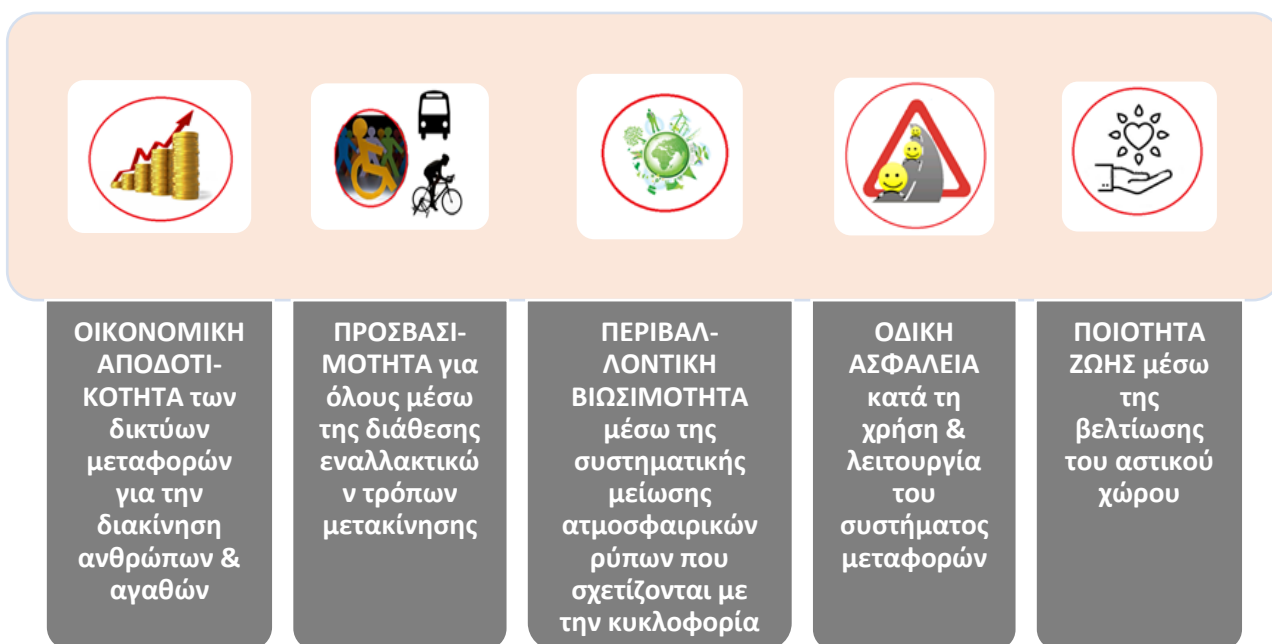 ΟΙΚΟΝΟΜΙΚΗ
ΑΠΟΔΟΤΙ-
ΚΟΤΗΤΑ των
δικτύων
μεταφορών
για την
διακίνηση
ανθρώπων &
αγαθών
ΠΡΟΣΒΑΣΙ-
ΜΟΤΗΤΑ για
όλους μέσω
της διάθεσης
εναλλακτικώ
ν τρόπων
μετακίνησης
ΠΕΡΙΒΑΛ-
ΛΟΝΤΙΚΗ
ΒΙΩΣΙΜΟΤΗΤΑ
μέσω της
συστηματικής
μείωσης
ατμοσφαιρικών
ρύπων που
σχετίζονται με
την κυκλοφορία
ΟΔΙΚΗ
ΑΣΦΑΛΕΙΑ
κατά τη
χρήση &
λειτουργία
του
συστήματος
μεταφορών
ΠΟΙΟΤΗΤΑ
ΖΩΗΣ μέσω
της
βελτίωσης
του αστικού
χώρου